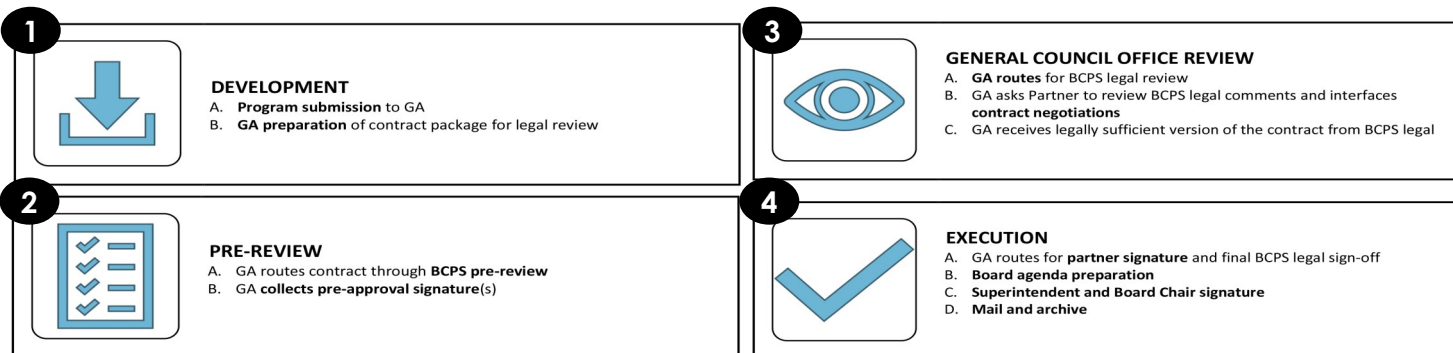 1
DEVELOPMENT
A. Program submission to GA
B. GA preparation of contract package for legal review
2
PRE-REVIEW
A. GA routes contract through BCPS pre-review
B. GA collects pre-approval signature(s)
3
GENERAL COUNCIL OFFICE REVIEW
A. GA routes for BCPS legal review
B. GA asks Partner to review BCPS legal comments and interfaces
contract negotiations
C. GA receives legally sufficient version of the contract from BCPS legal
4
EXECUTION
A. GA routes for partner signature and final BCPS legal sign-off
B. Board agenda preparation
C. Superintendent and Board Chair signature
D. Mail and archive